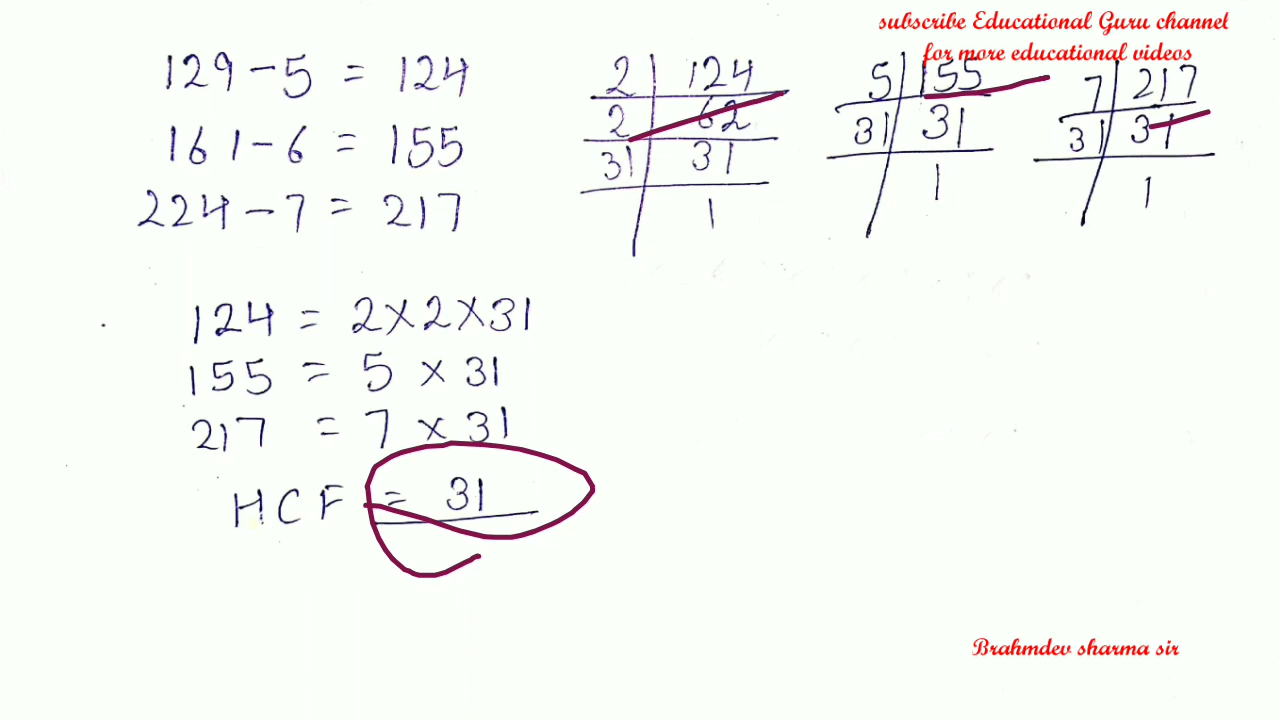 subscribe Educational Guru channel
for more educational videos
129 - 5 = 124
161 - 6 = 155
224 - 7 = 217
2 | 124
2 | 62
31 | 31
1
5 | 155
31 | 31
1
7 | 217
31 | 31
1
124 = 2 × 2 × 31
155 = 5 × 31
217 = 7 × 31
HCF = 31
Brahmdev sharma sir